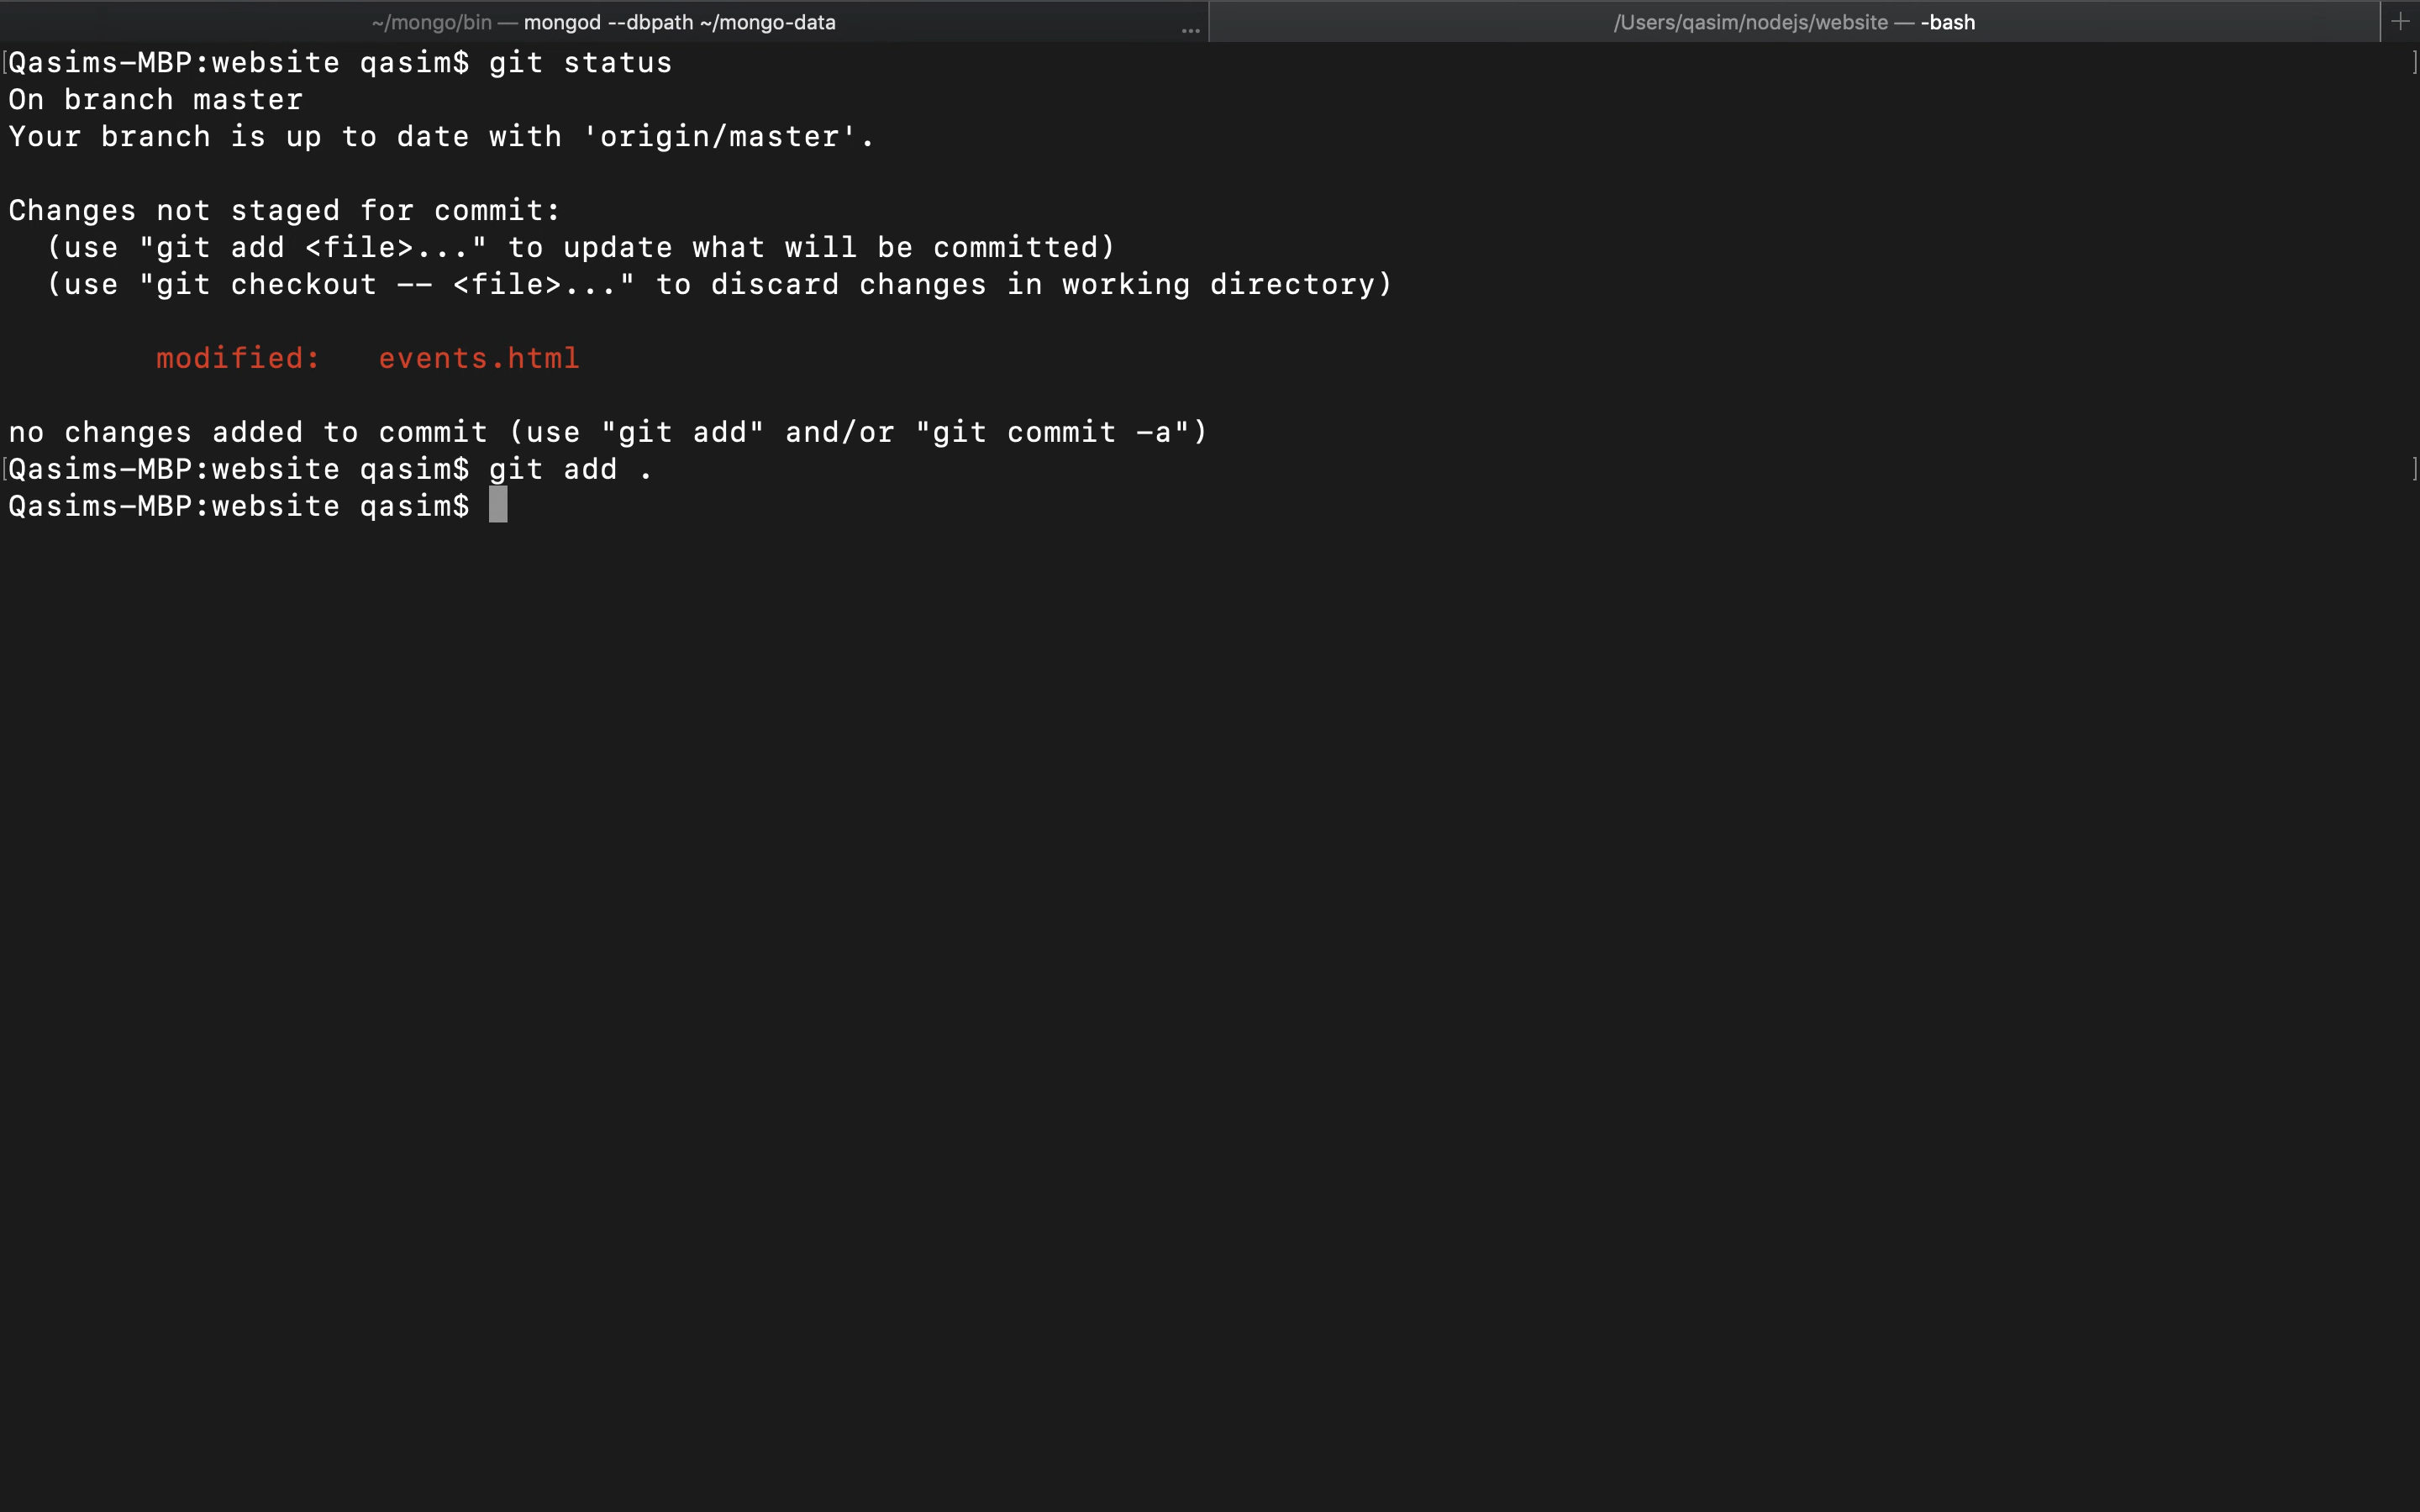 ~/mongo/bin — mongod --dbpath ~/mongo-data ... /Users/qasim/nodejs/website — -bash +
[Qasims-MBP:website qasim$ git status ]
On branch master
Your branch is up to date with 'origin/master'.
Changes not staged for commit:
  (use "git add <file>..." to update what will be committed)
  (use "git checkout -- <file>..." to discard changes in working directory)
        modified:   events.html
no changes added to commit (use "git add" and/or "git commit -a")
[Qasims-MBP:website qasim$ git add . ]
Qasims-MBP:website qasim$